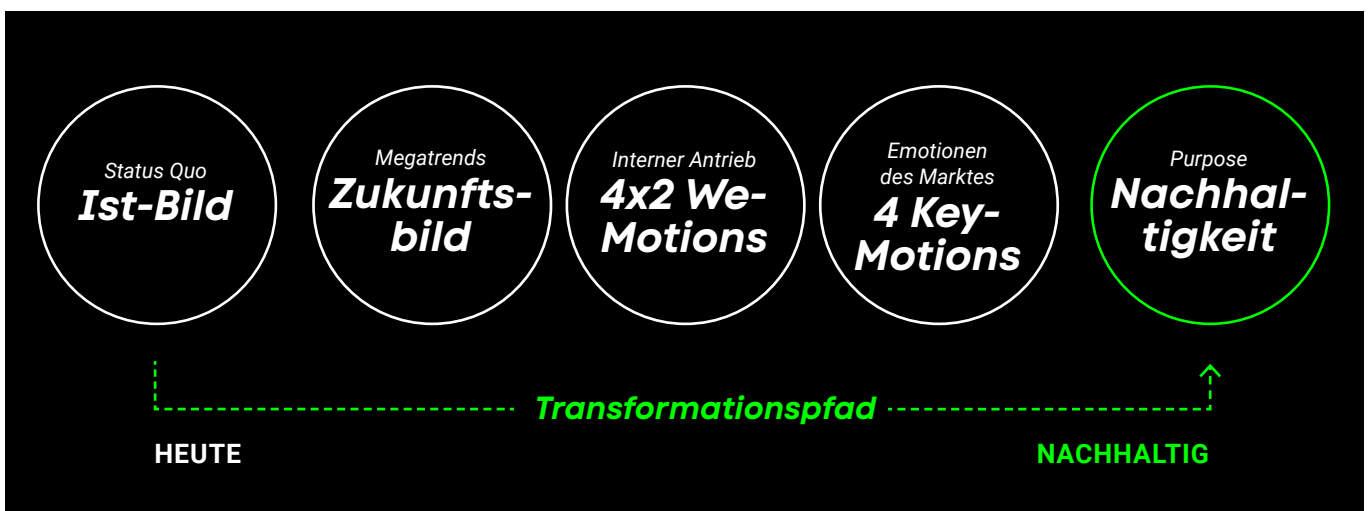 Status Quo
Ist-Bild
Megatrends
Zukunfts-
bild
Interner Antrieb
4x2 We-
Motions
Emotionen
des Marktes
4 Key-
Motions
Purpose
Nachhal-
tigkeit
Transformationspfad
HEUTE
NACHHALTIG